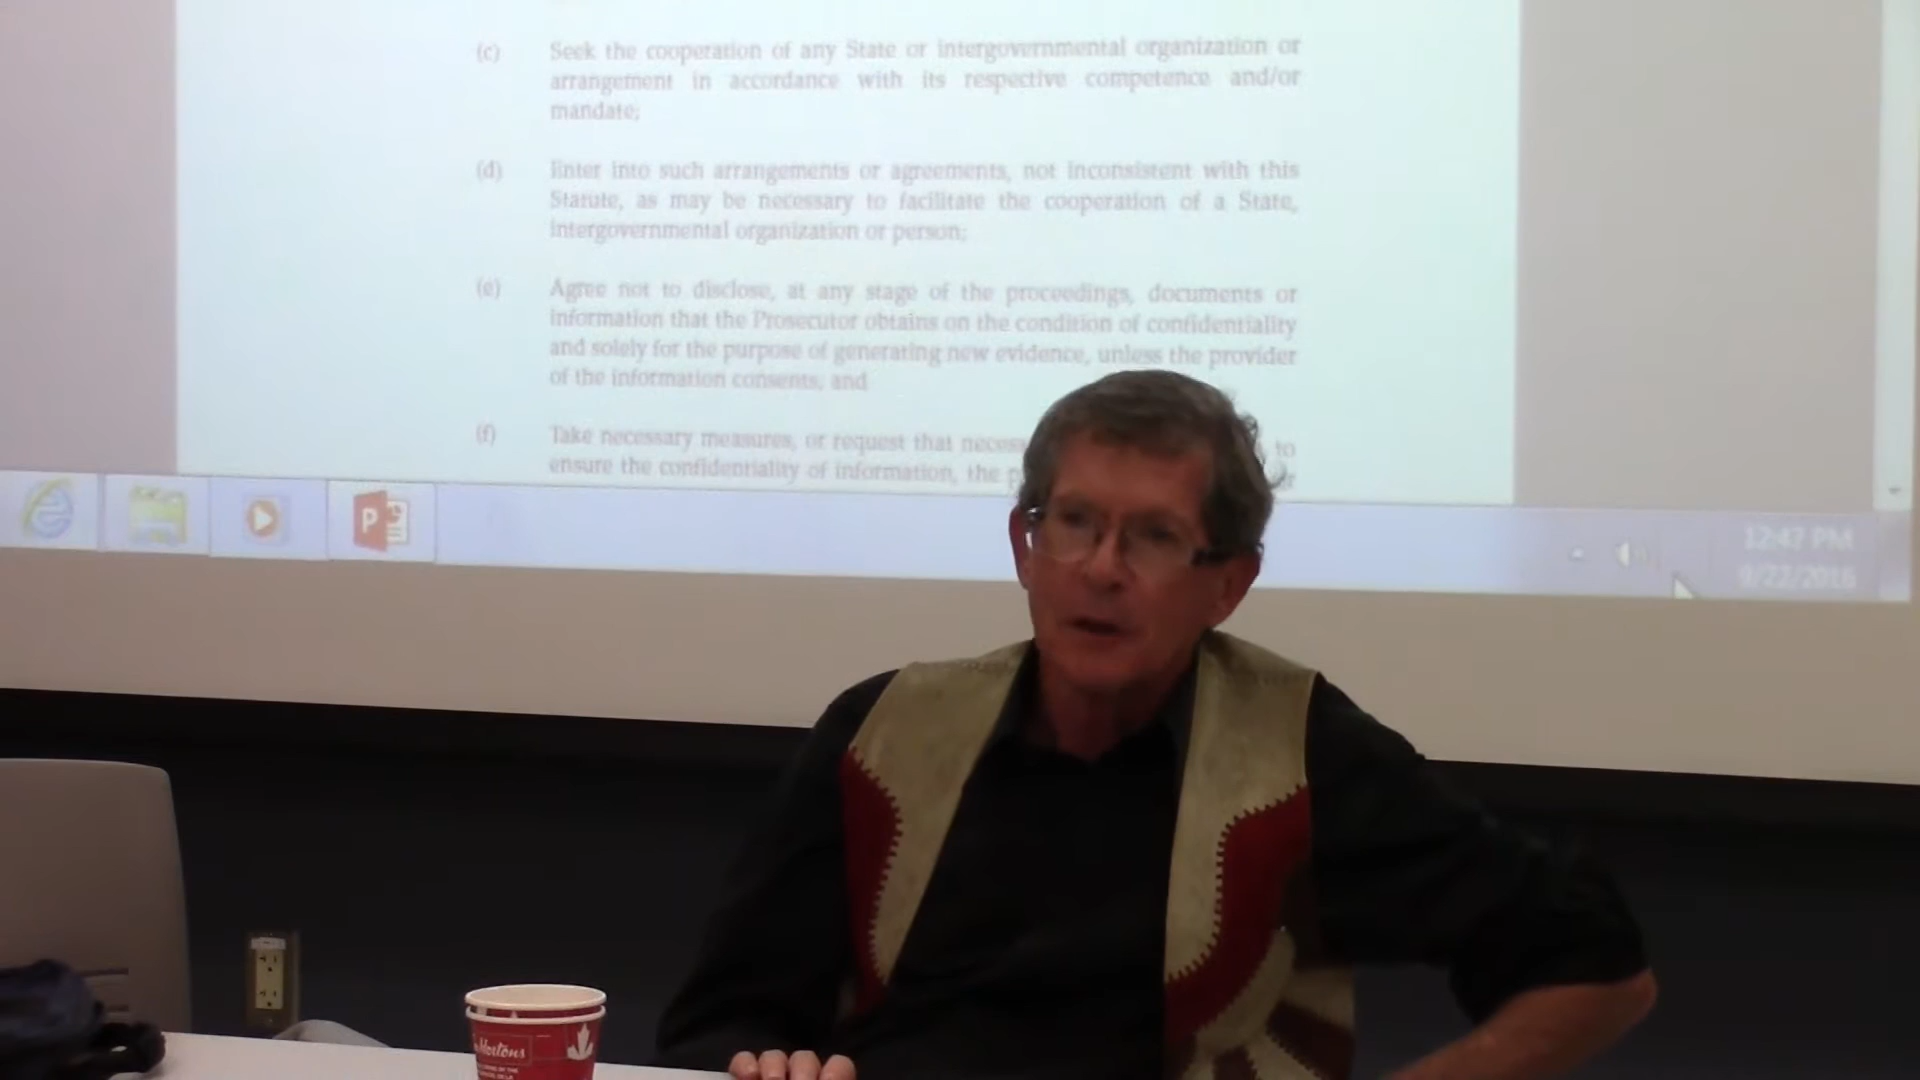 (c) Seek the cooperation of any State or intergovernmental organization or
arrangement in accordance with its respective competence and/or
mandate;
(d) Enter into such arrangements or agreements, not inconsistent with this
Statute, as may be necessary to facilitate the cooperation of a State,
intergovernmental organization or person;
(e) Agree not to disclose, at any stage of the proceedings, documents or
information that the Prosecutor obtains on the condition of confidentiality
and solely for the purpose of generating new evidence, unless the provider
of the information consents; and
(f) Take necessary measures, or request that to
ensure the confidentiality of information, the
P
12:47 PM
9/22/2016
Hortons